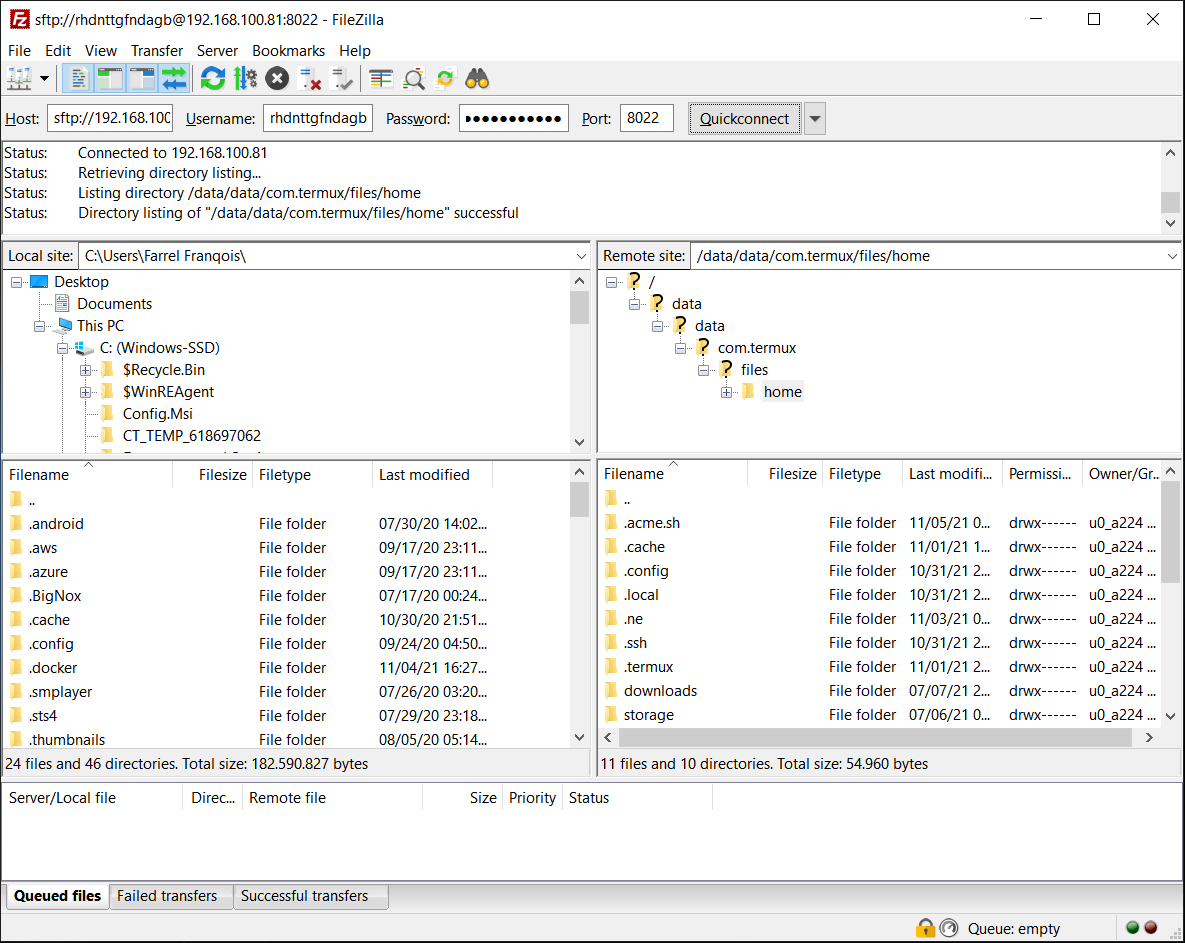 sftp://rhdnttgfndagb@192.168.100.81:8022 - FileZilla
File Edit View Transfer Server Bookmarks Help
Host: sftp://192.168.100 Username: rhdnttgfndagb Password: ●●●●●●●●●●● Port: 8022 Quickconnect
Status: Connected to 192.168.100.81
Status: Retrieving directory listing...
Status: Listing directory /data/data/com.termux/files/home
Status: Directory listing of "/data/data/com.termux/files/home" successful
Local site: C:\Users\Farrel Franqois\
Desktop
Documents
This PC
C: (Windows-SSD)
$Recycle.Bin
$WinREAgent
Config.Msi
CT_TEMP_618697062
Remote site: /data/data/com.termux/files/home
? /
? data
? data
? com.termux
? files
home
Filename Filesize Filetype Last modified
..
.android File folder 07/30/20 14:02...
.aws File folder 09/17/20 23:11...
.azure File folder 09/17/20 23:11...
.BigNox File folder 07/17/20 00:24...
.cache File folder 10/30/20 21:51...
.config File folder 09/24/20 04:50...
.docker File folder 11/04/21 16:27...
.smplayer File folder 07/26/20 03:20...
.sts4 File folder 07/29/20 23:18...
.thumbnails File folder 08/05/20 05:14...
24 files and 46 directories. Total size: 182.590.827 bytes
Filename Filesize Filetype Last modifi... Permissi... Owner/Gr...
..
.acme.sh File folder 11/05/21 0... drwx------ u0_a224 ...
.cache File folder 11/01/21 1... drwx------ u0_a224 ...
.config File folder 10/31/21 2... drwx------ u0_a224 ...
.local File folder 10/31/21 2... drwx------ u0_a224 ...
.ne File folder 11/03/21 0... drwx------ u0_a224 ...
.ssh File folder 10/31/21 2... drwx------ u0_a224 ...
.termux File folder 11/01/21 2... drwx------ u0_a224 ...
downloads File folder 07/07/21 2... drwx------ u0_a224 ...
storage File folder 07/06/21 0... drwx------ u0_a224 ...
11 files and 10 directories. Total size: 54.960 bytes
Server/Local file Direc... Remote file Size Priority Status
Queued files Failed transfers Successful transfers
Queue: empty